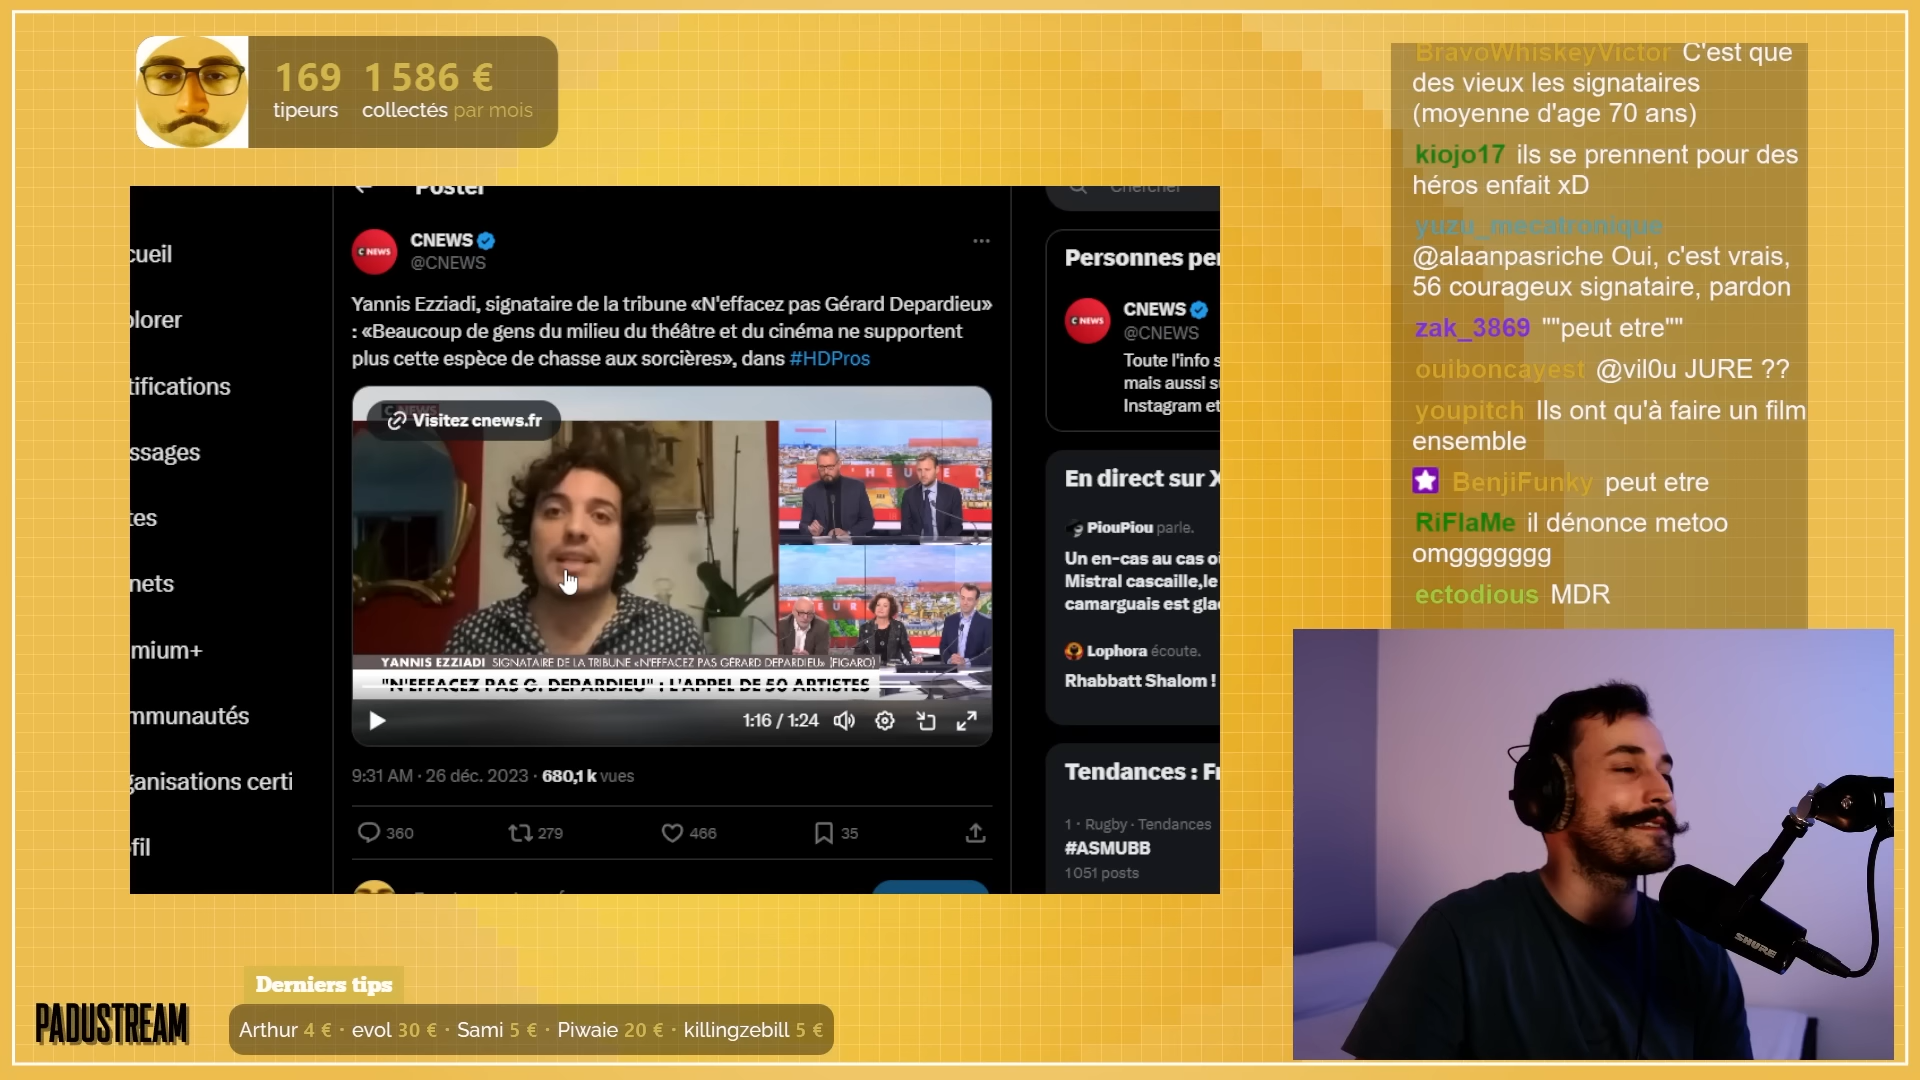 169 1 586 €
tipeurs collectés par mois
Poster
Chercher
cueil
plorer
tifications
ssages
tes
nets
mium+
mmunautés
ganisations certi
fil
CNEWS
@CNEWS
Yannis Ezziadi, signataire de la tribune «N'effacez pas Gérard Depardieu»
: «Beaucoup de gens du milieu du théâtre et du cinéma ne supportent
plus cette espèce de chasse aux sorcières», dans #HDPros
CNEWS
Visitez cnews.fr
YANNIS EZZIADI SIGNATAIRE DE LA TRIBUNE «N'EFFACEZ PAS GÉRARD DEPARDIEU» (FIGARO)
"N'EFFACEZ PAS G. DEPARDIEU" : L'APPEL DE 50 ARTISTES
1:16 / 1:24
9:31 AM · 26 déc. 2023 · 680,1 k vues
360 279 466 35
Personnes per
CNEWS
@CNEWS
Toute l'info s
mais aussi su
Instagram et
En direct sur X
PiouPiou parle.
Un en-cas au cas o
Mistral cascaille,le
camarguais est gla
Lophora écoute.
Rhabbatt Shalom !
Tendances : Fr
1 · Rugby · Tendances
#ASMUBB
1 051 posts
BravoWhiskeyVictor C'est que
des vieux les signataires
(moyenne d'age 70 ans)
kiojo17 ils se prennent pour des
héros enfait xD
yuzu_mecatronique
@alaanpasriche Oui, c'est vrais,
56 courageux signataire, pardon
zak_3869 ""peut etre""
ouiboncayest @vil0u JURE ??
youpitch Ils ont qu'à faire un film
ensemble
BenjiFunky peut etre
RiFlaMe il dénonce metoo
omggggggg
ectodious MDR
SHURE
Derniers tips
PADUSTREAM
Arthur 4 € · evol 30 € · Sami 5 € · Piwaie 20 € · killingzebill 5 €